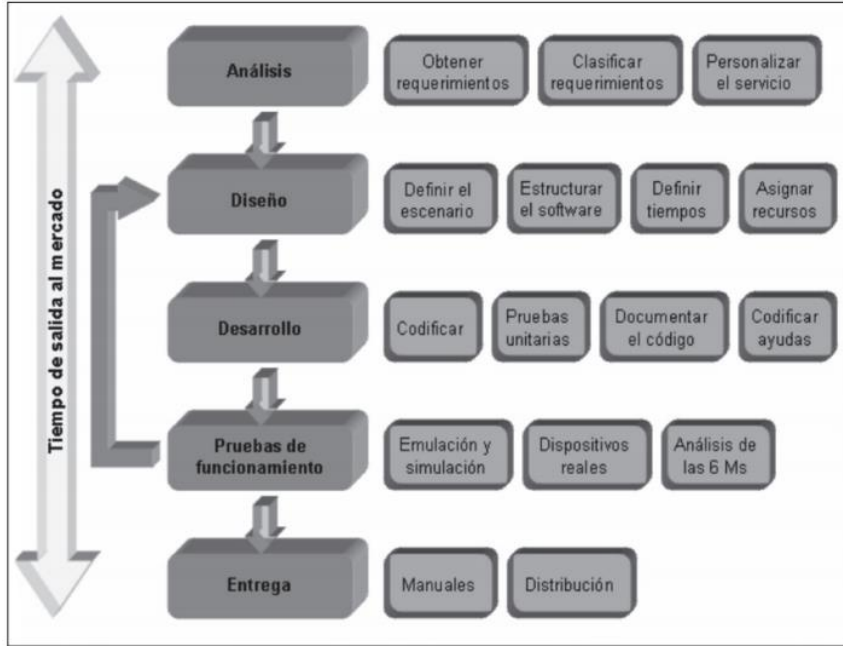 Tiempo de salida al mercado
Análisis
Obtener
requerimientos
Clasificar
requerimientos
Personalizar
el servicio
Diseño
Definir el
escenario
Estructurar
el software
Definir
tiempos
Asignar
recursos
Desarrollo
Codificar
Pruebas
unitarias
Documentar
el código
Codificar
ayudas
Pruebas de
funcionamiento
Emulación y
simulación
Dispositivos
reales
Análisis de
las 6 Ms
Entrega
Manuales
Distribución